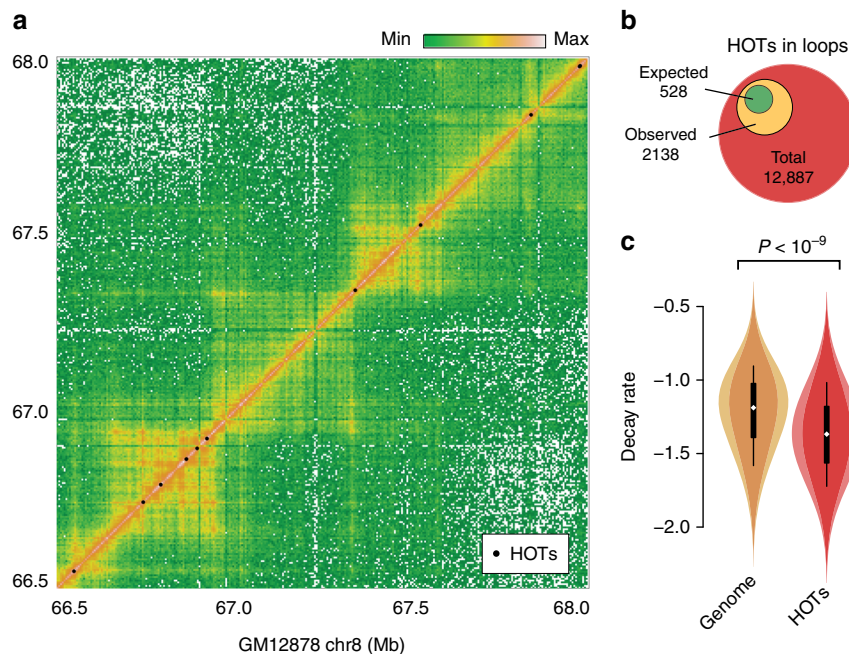 a
Min
Max
68.0
67.5
67.0
66.5
HOTs
66.5
67.0
67.5
68.0
GM12878 chr8 (Mb)
b
HOTs in loops
Expected
528
Observed
2138
Total
12,887
c
P < 10⁻⁹
−0.5
−1.0
−1.5
−2.0
Decay rate
Genome
HOTs